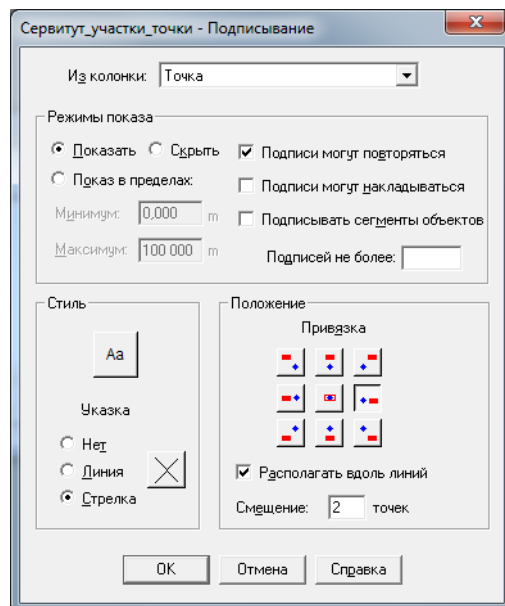 Сервитут_участки_точки - Подписывание
Из колонки: Точка
Режимы показа
Показать Скрыть Подписи могут повторяться
Показ в пределах: Подписи могут накладываться
Минимум: 0,000 m Подписывать сегменты объектов
Максимум: 100 000 m Подписей не более:
Стиль Положение
Привязка
Aa
Указка
Нет
Линия Располагать вдоль линий
Стрелка Смещение: 2 точек
OK Отмена Справка